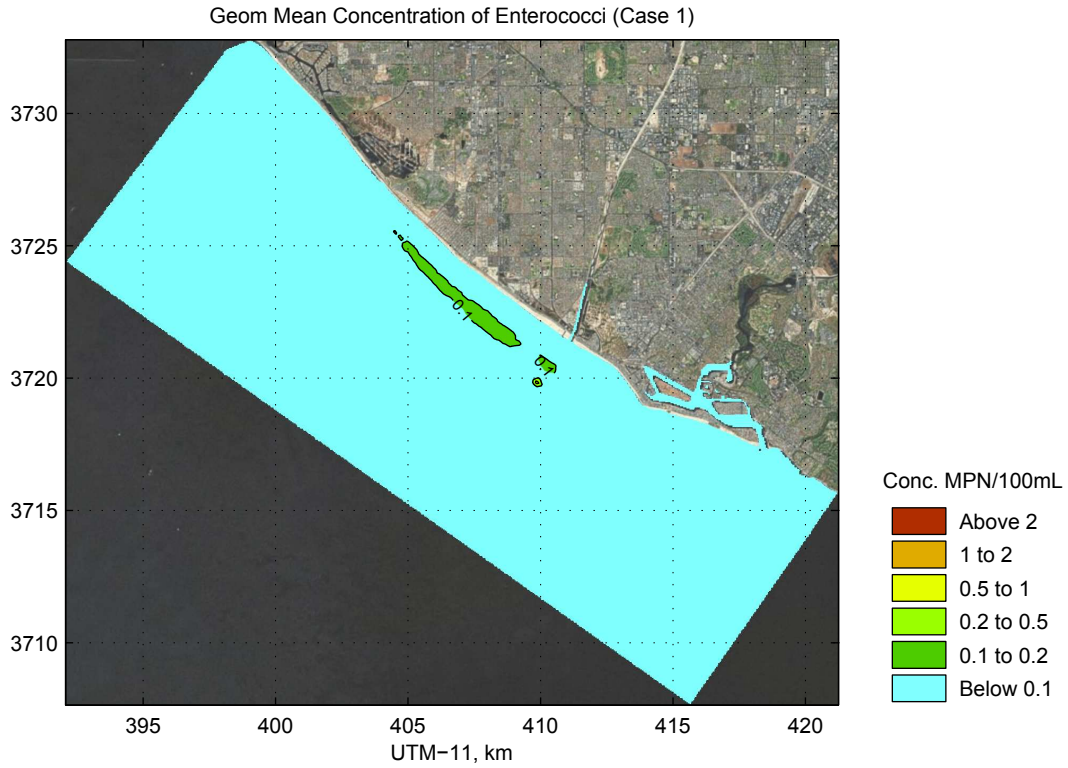 Geom Mean Concentration of Enterococci (Case 1)
3730
3725
3720
3715
3710
0.1
0.1
395
400
405
410
415
420
UTM−11, km
Conc. MPN/100mL
Above 2
1 to 2
0.5 to 1
0.2 to 0.5
0.1 to 0.2
Below 0.1